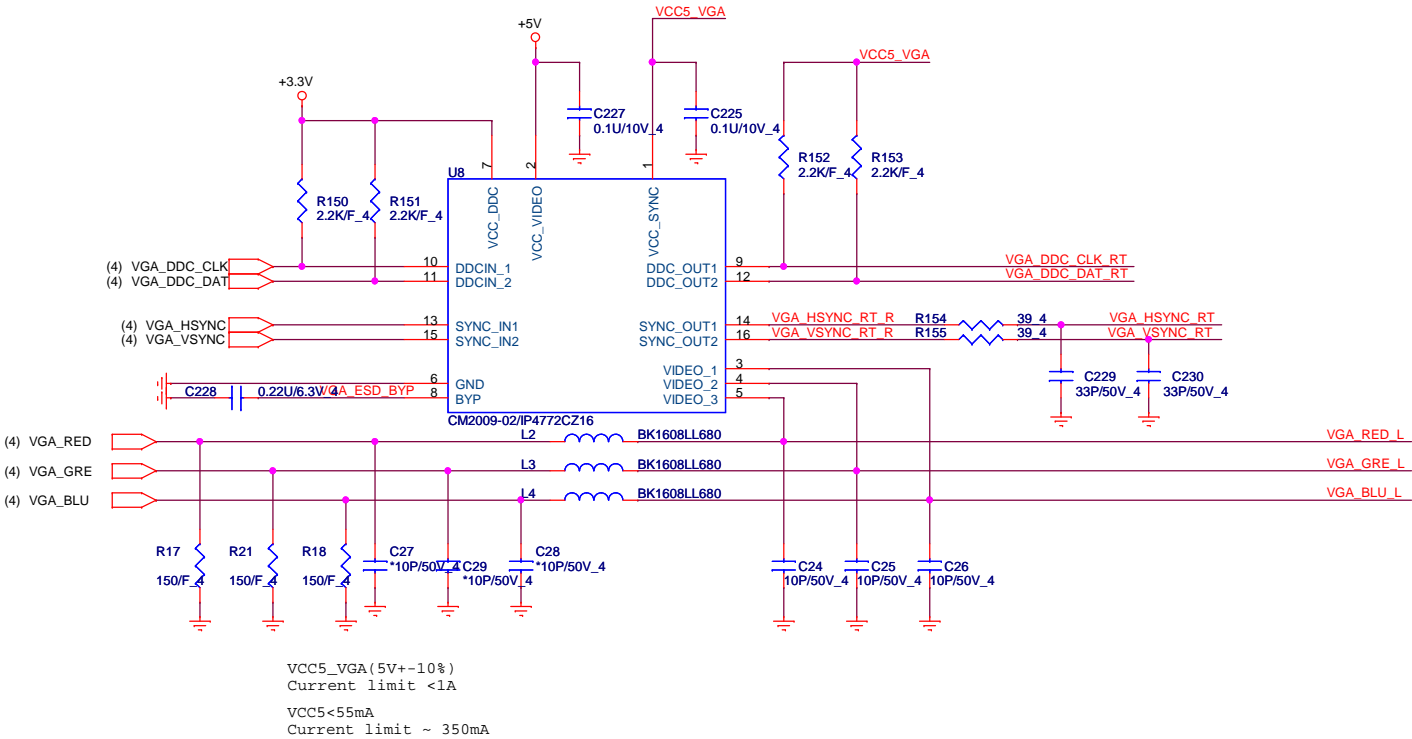 VCC5_VGA
+5V
VCC5_VGA
+3.3V
C227
0.1U/10V_4
C225
0.1U/10V_4
R152
2.2K/F_4
R153
2.2K/F_4
7
2
1
U8
R150
2.2K/F_4
R151
2.2K/F_4
VCC_DDC
VCC_VIDEO
VCC_SYNC
(4) VGA_DDC_CLK
10
DDCIN_1
DDC_OUT1
9
VGA_DDC_CLK_RT
(4) VGA_DDC_DAT
11
DDCIN_2
DDC_OUT2
12
VGA_DDC_DAT_RT
(4) VGA_HSYNC
13
SYNC_IN1
SYNC_OUT1
14
VGA_HSYNC_RT_R
R154
39_4
VGA_HSYNC_RT
(4) VGA_VSYNC
15
SYNC_IN2
SYNC_OUT2
16
VGA_VSYNC_RT_R
R155
39_4
VGA_VSYNC_RT
VIDEO_1
3
6
GND
VIDEO_2
4
C228
0.22U/6.3V_4
VGA_ESD_BYP
8
BYP
VIDEO_3
5
C229
33P/50V_4
C230
33P/50V_4
CM2009-02/IP4772CZ16
(4) VGA_RED
L2
BK1608LL680
VGA_RED_L
(4) VGA_GRE
L3
BK1608LL680
VGA_GRE_L
(4) VGA_BLU
L4
BK1608LL680
VGA_BLU_L
R17
150/F_4
R21
150/F_4
R18
150/F_4
C27
*10P/50V_4
C29
*10P/50V_4
C28
*10P/50V_4
C24
10P/50V_4
C25
10P/50V_4
C26
10P/50V_4
VCC5_VGA(5V+-10%)
Current limit <1A
VCC5<55mA
Current limit ~ 350mA